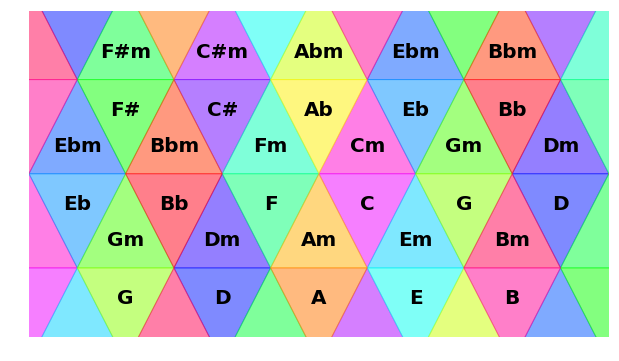 F#m C#m Abm Ebm Bbm
F# C# Ab Eb Bb
Ebm Bbm Fm Cm Gm Dm
Eb Bb F C G D
Gm Dm Am Em Bm
G D A E B